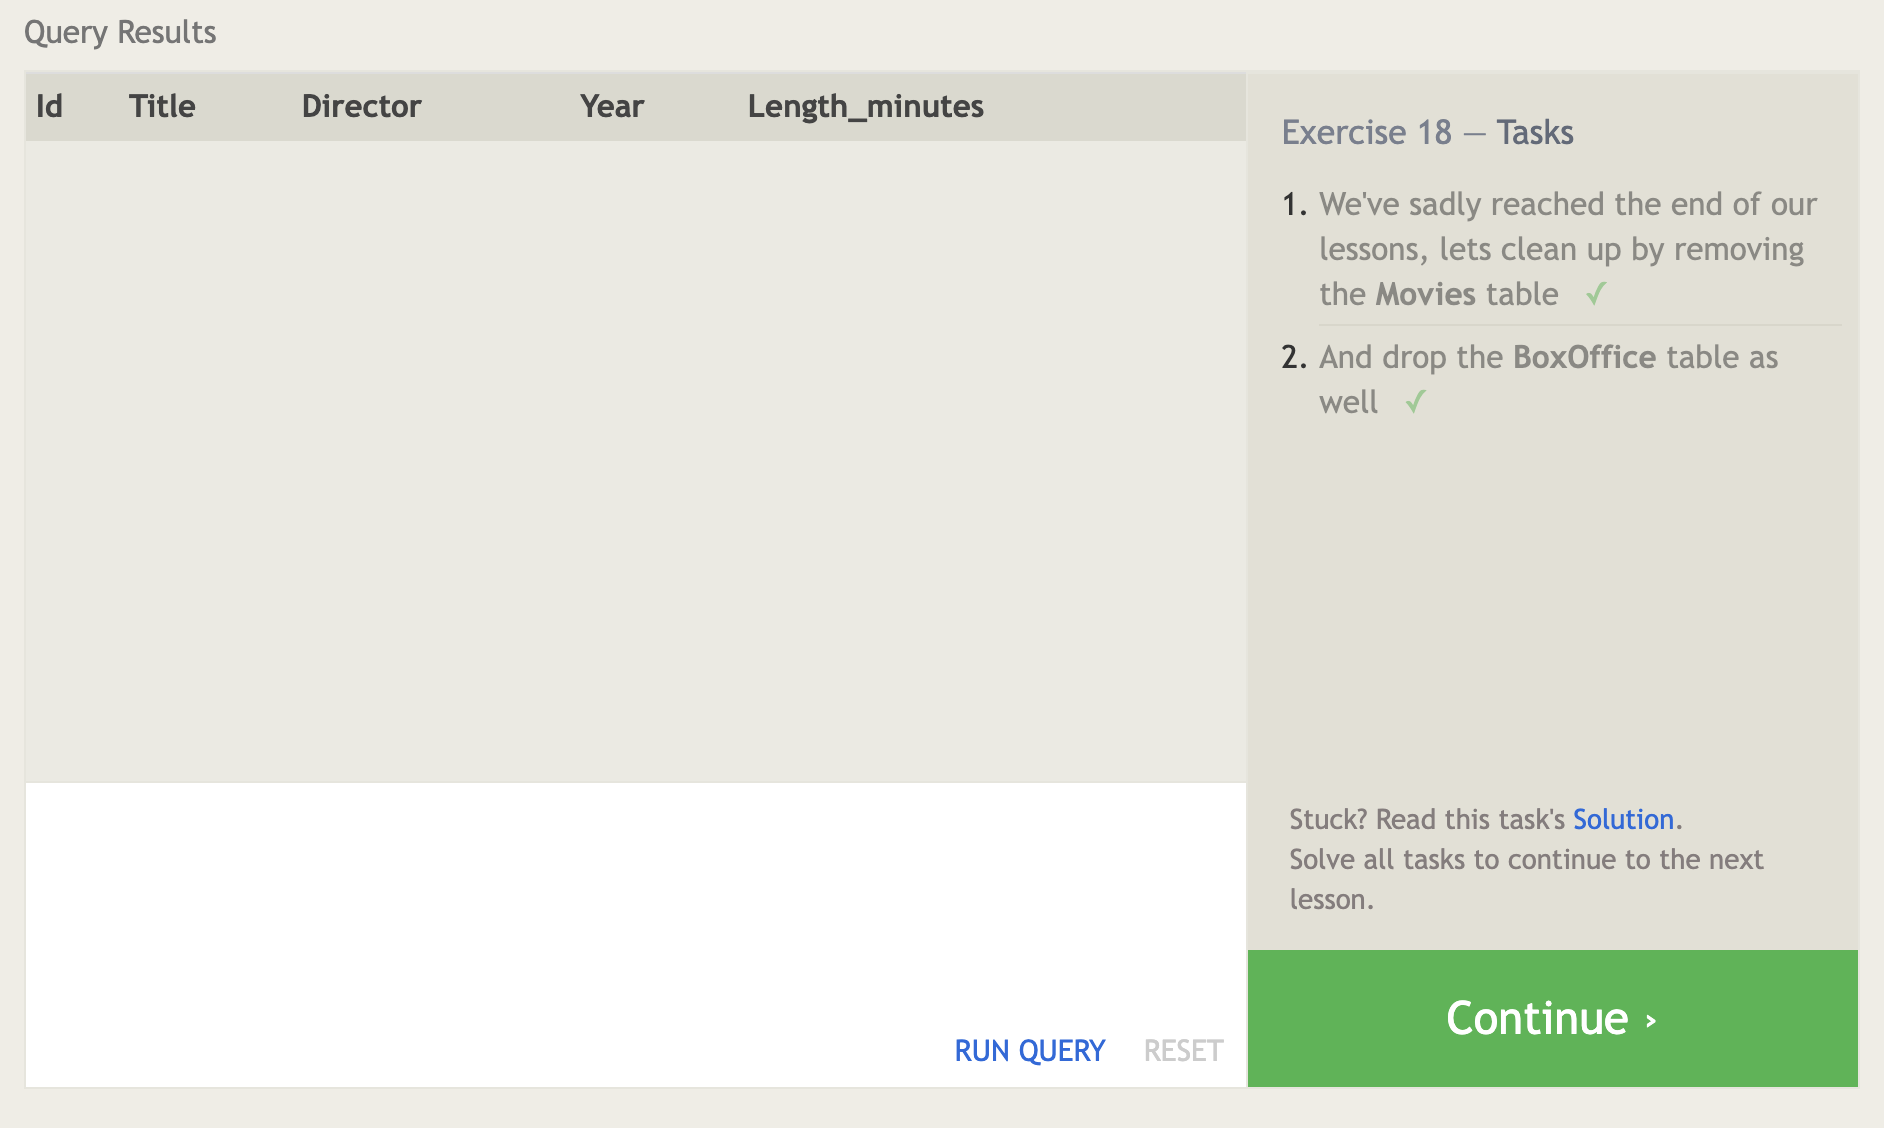 Query Results
Id Title Director Year Length_minutes
Exercise 18 — Tasks
1. We've sadly reached the end of our
lessons, lets clean up by removing
the Movies table ✓
2. And drop the BoxOffice table as
well ✓
Stuck? Read this task's Solution.
Solve all tasks to continue to the next
lesson.
RUN QUERY RESET
Continue ›